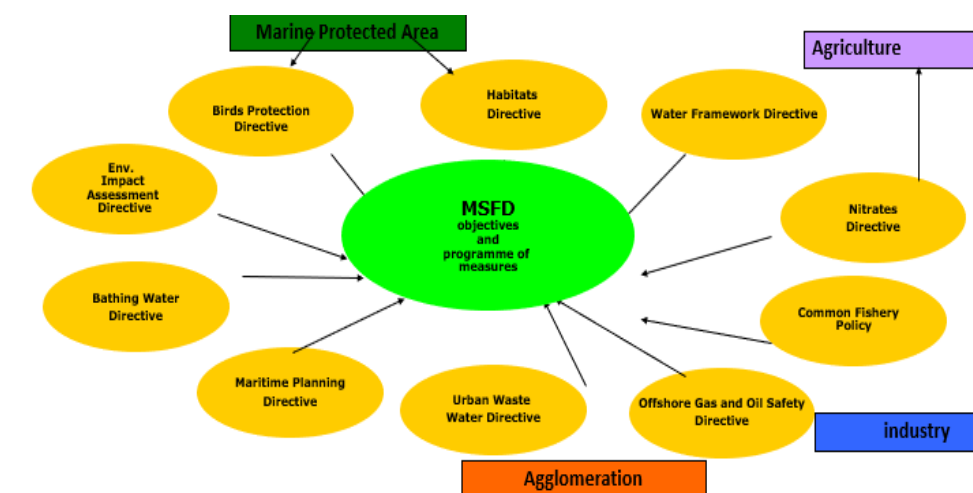 Marine Protected Area
Agriculture
Birds Protection
Directive
Habitats
Directive
Water Framework Directive
Env.
Impact
Assessment
Directive
MSFD
objectives
and
programme of
measures
Nitrates
Directive
Bathing Water
Directive
Common Fishery
Policy
Maritime Planning
Directive
Urban Waste
Water Directive
Offshore Gas and Oil Safety
Directive
industry
Agglomeration